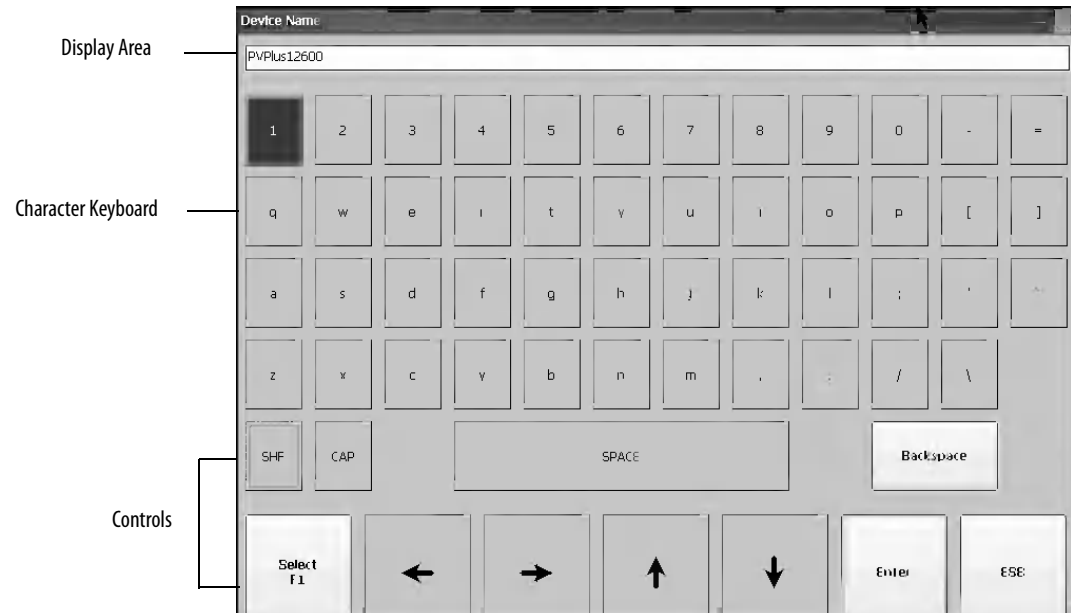 Device Name
Display Area
PVPlus12600
1 2 3 4 5 6 7 8 9 0 - =
Character Keyboard
q w e r t y u i o p [ ]
a s d f g h j k l ; '
z x c v b n m , . / \
SHF CAP SPACE Backspace
Controls
Select
F1
← → ↑ ↓ Enter ESC